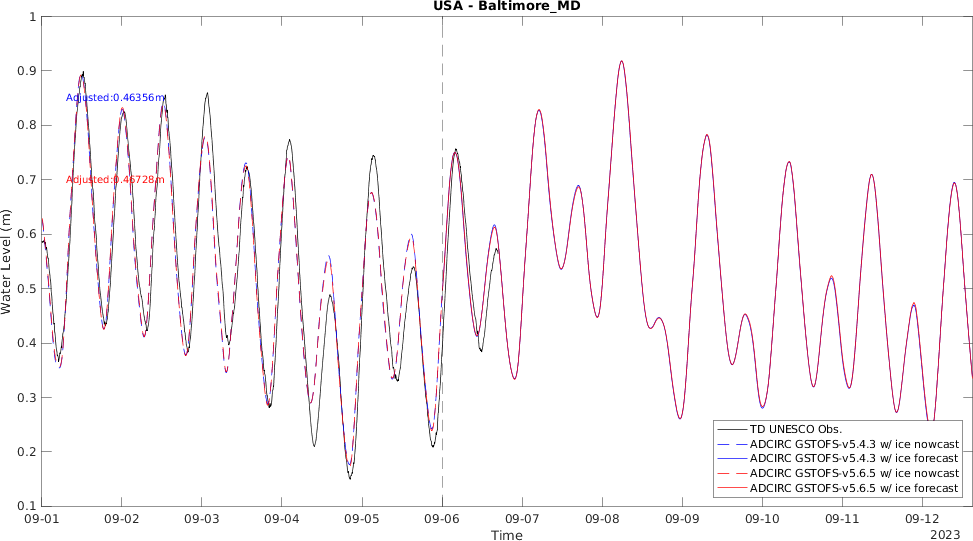 USA - Baltimore_MD
1
0.9
0.8
0.7
0.6
0.5
0.4
0.3
0.2
0.1
Water Level (m)
Adjusted:0.46356m
Adjusted:0.46728m
TD UNESCO Obs.
ADCIRC GSTOFS-v5.4.3 w/ ice nowcast
ADCIRC GSTOFS-v5.4.3 w/ ice forecast
ADCIRC GSTOFS-v5.6.5 w/ ice nowcast
ADCIRC GSTOFS-v5.6.5 w/ ice forecast
09-01 09-02 09-03 09-04 09-05 09-06 09-07 09-08 09-09 09-10 09-11 09-12
Time
2023